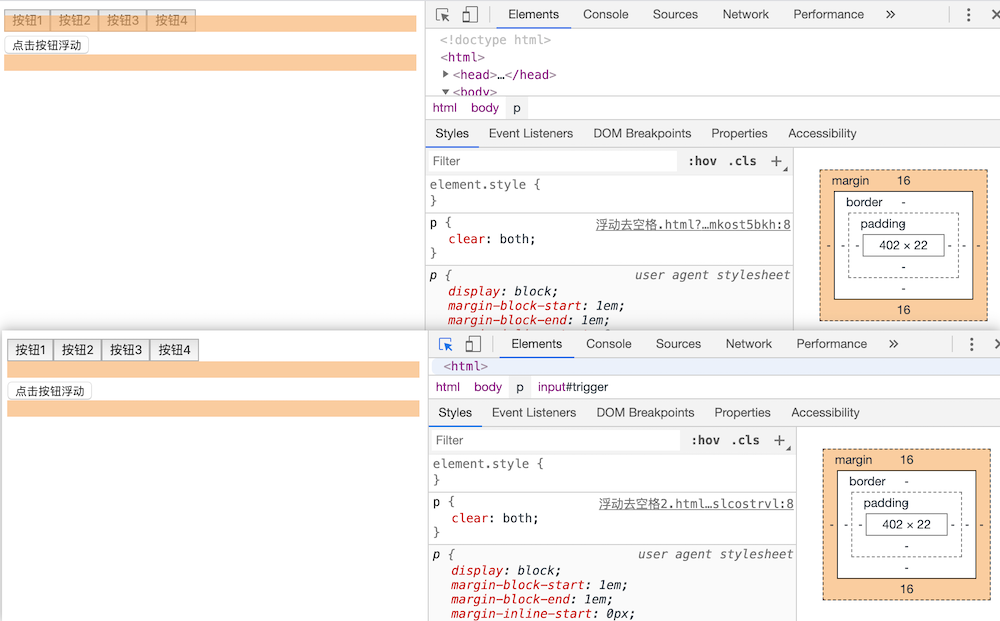 按钮1 按钮2 按钮3 按钮4
点击按钮浮动
Elements Console Sources Network Performance »
<!doctype html>
<html>
<head>…</head>
<body>
html body p
Styles Event Listeners DOM Breakpoints Properties Accessibility
Filter :hov .cls +
element.style {
}
p { 浮动去空格.html?…mkost5bkh:8
clear: both;
}
p { user agent stylesheet
display: block;
margin-block-start: 1em;
margin-block-end: 1em;
margin 16
border -
padding
- - - 402 × 22 - - -
-
-
16
按钮1 按钮2 按钮3 按钮4
点击按钮浮动
Elements Console Sources Network Performance »
<html>
html body p input#trigger
Styles Event Listeners DOM Breakpoints Properties Accessibility
Filter :hov .cls +
element.style {
}
p { 浮动去空格2.html…slcostrvl:8
clear: both;
}
p { user agent stylesheet
display: block;
margin-block-start: 1em;
margin-block-end: 1em;
margin-inline-start: 0px;
margin 16
border -
padding
- - - 402 × 22 - - -
-
-
16